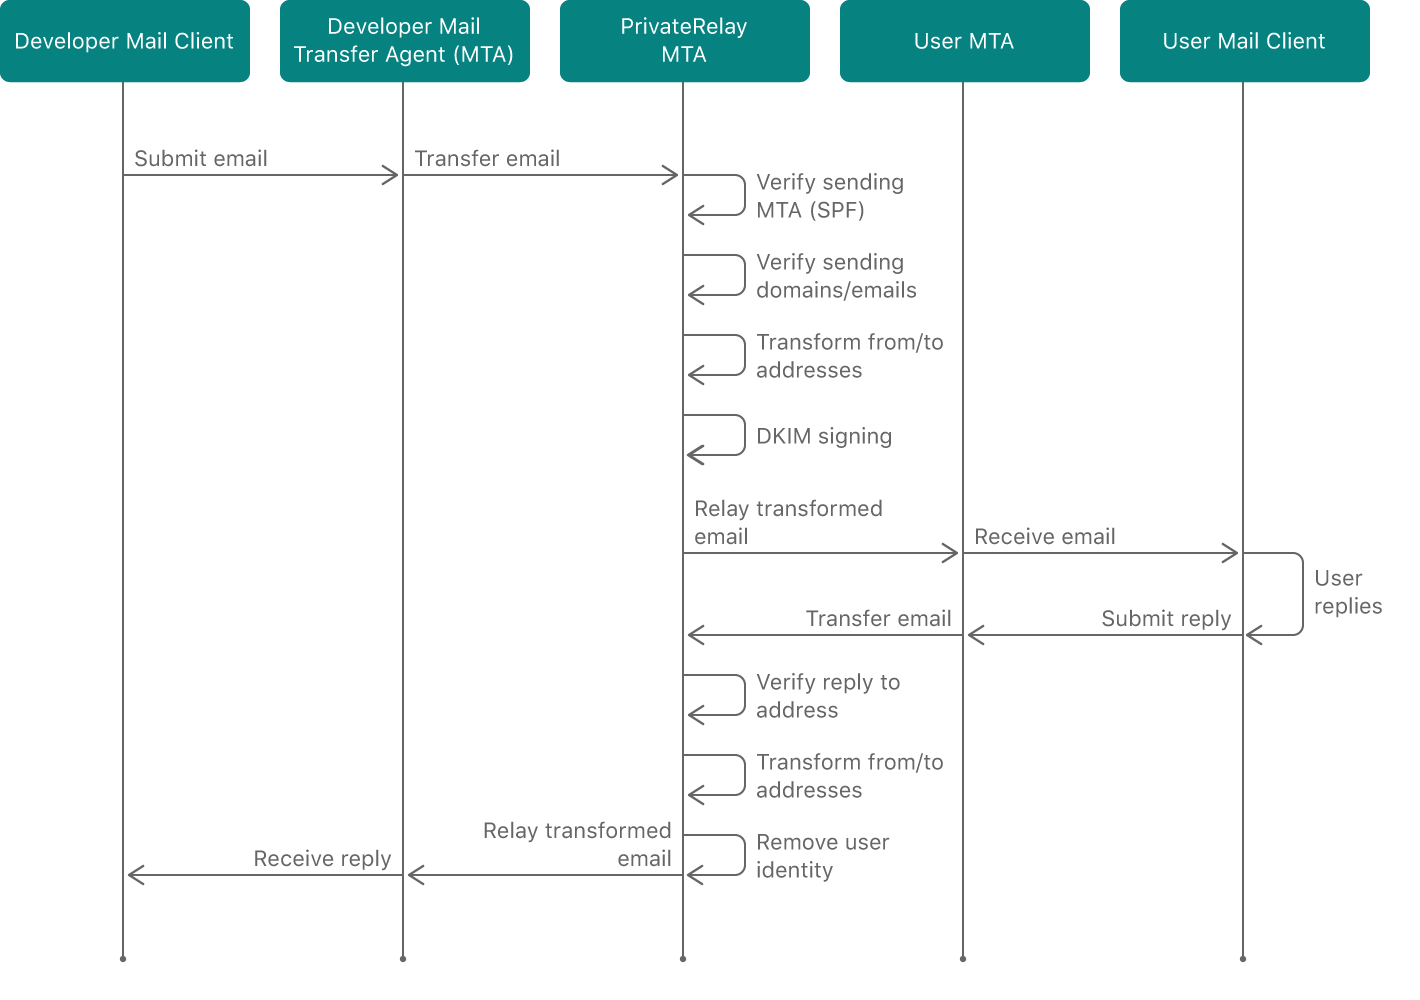 Developer Mail Client
Developer Mail
Transfer Agent (MTA)
PrivateRelay
MTA
User MTA
User Mail Client
Submit email
Transfer email
Verify sending
MTA (SPF)
Verify sending
domains/emails
Transform from/to
addresses
DKIM signing
Relay transformed
email
Receive email
User
replies
Submit reply
Transfer email
Verify reply to
address
Transform from/to
addresses
Remove user
identity
Relay transformed
email
Receive reply